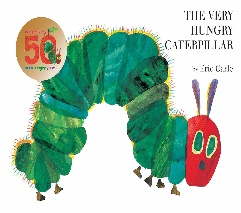 50
THE VERY
HUNGRY
CATERPILLAR
by Eric Carle